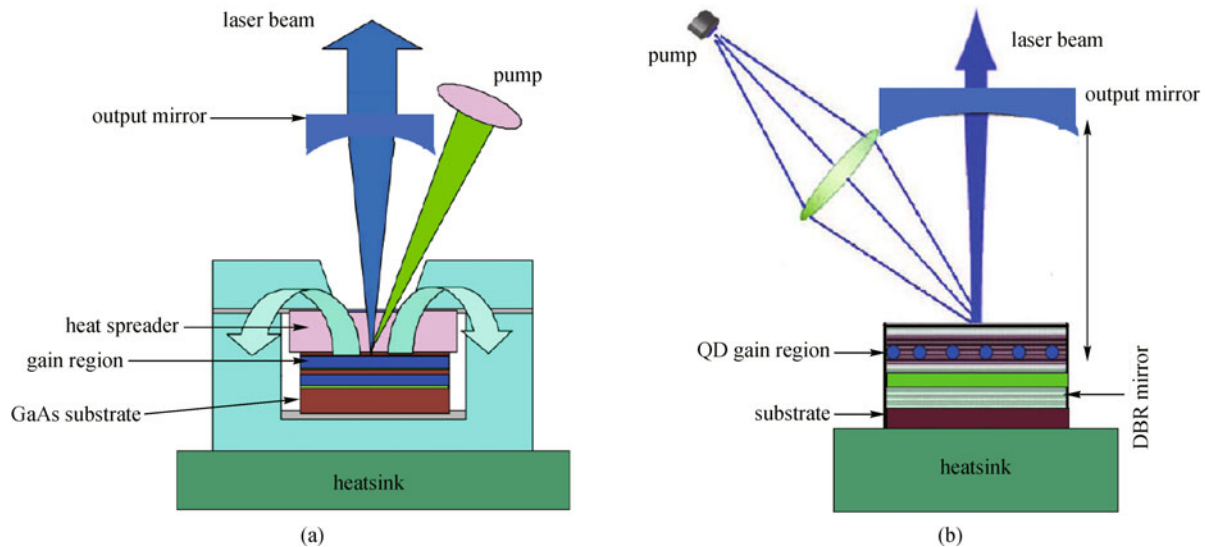 laser beam
pump
output mirror
heat spreader
gain region
GaAs substrate
heatsink
(a)
pump
laser beam
output mirror
QD gain region
substrate
DBR mirror
heatsink
(b)